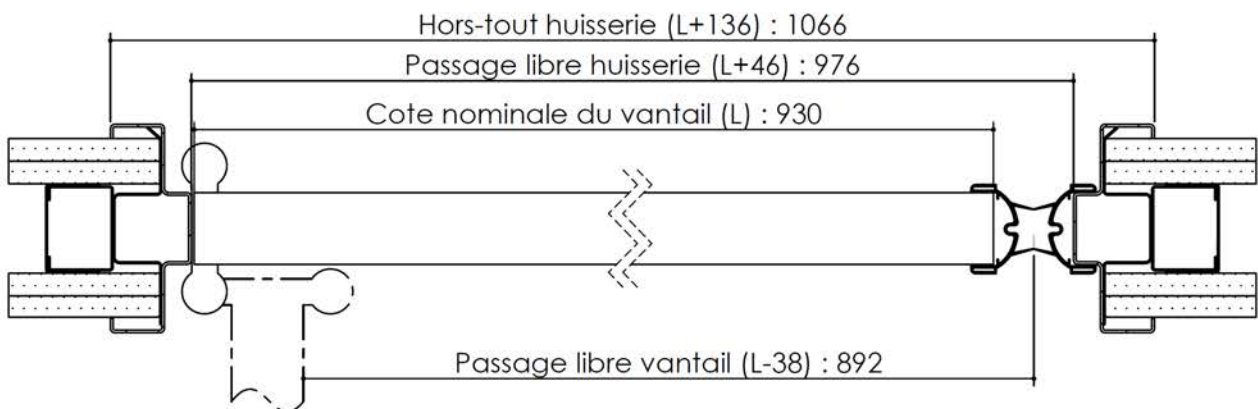 Hors-tout huisserie (L+136) : 1066
Passage libre huisserie (L+46) : 976
Cote nominale du vantail (L) : 930
Passage libre vantail (L-38) : 892